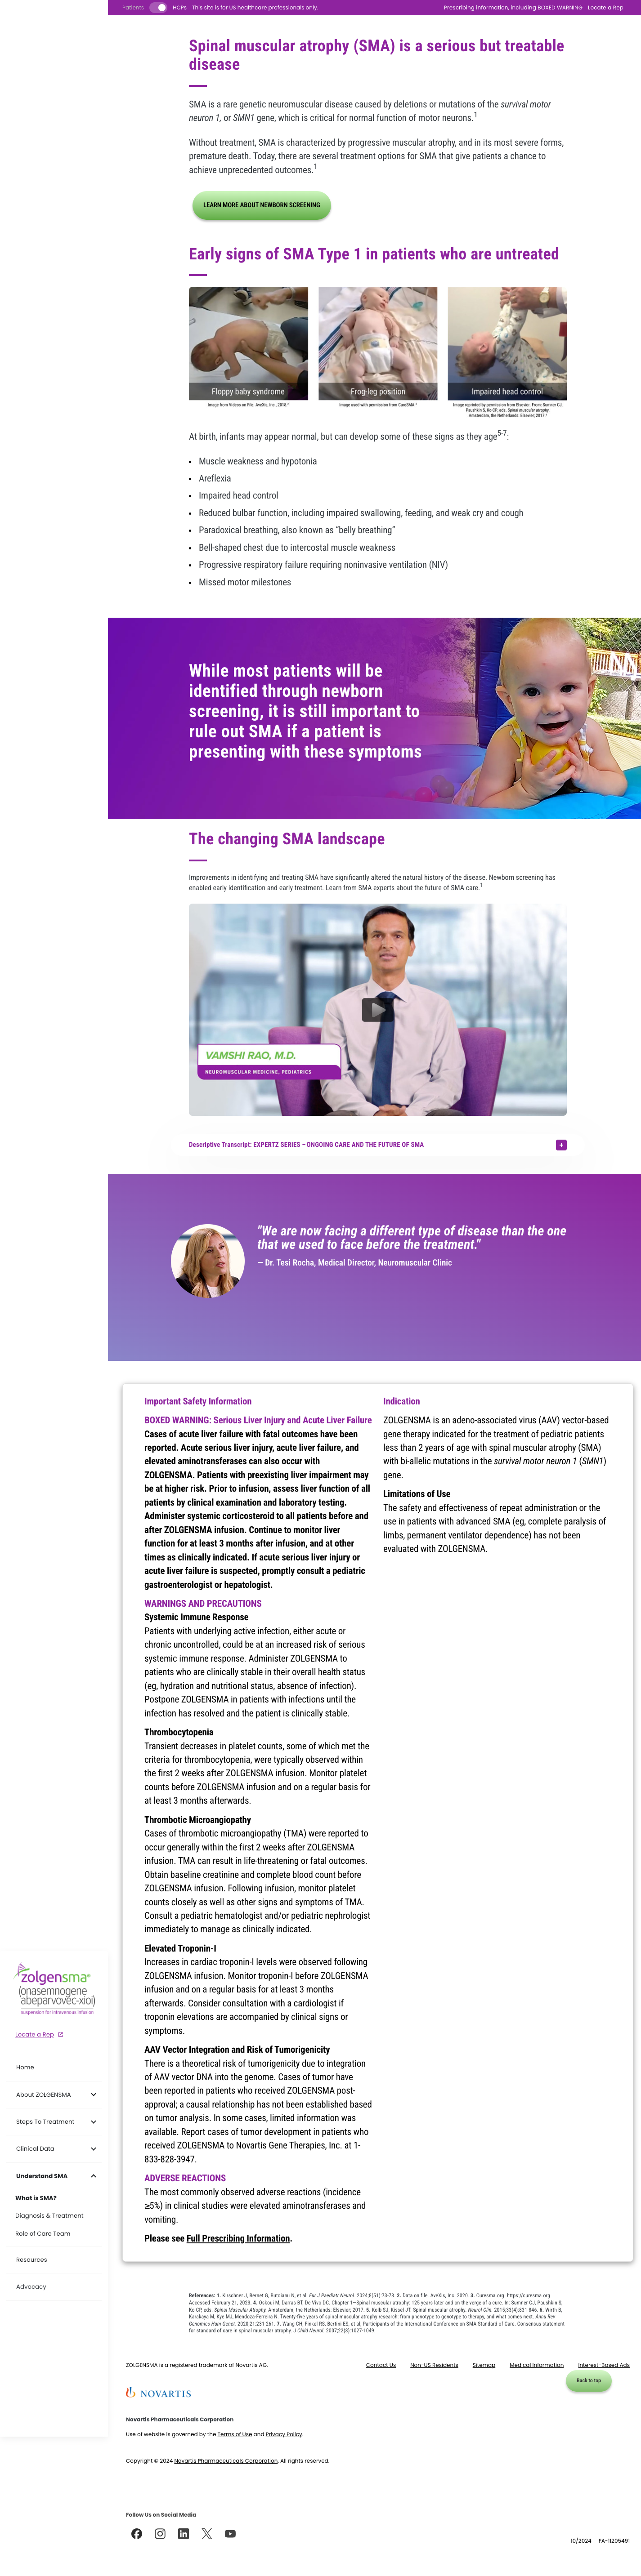 Patients HCPs This site is for US healthcare professionals only. Prescribing Information, Including BOXED WARNING Locate a Rep
Spinal muscular atrophy (SMA) is a serious but treatable
disease
SMA is a rare genetic neuromuscular disease caused by deletions or mutations of the survival motor
neuron 1, or SMN1 gene, which is critical for normal function of motor neurons.1
Without treatment, SMA is characterized by progressive muscular atrophy, and in its most severe forms,
premature death. Today, there are several treatment options for SMA that give patients a chance to
achieve unprecedented outcomes.1
LEARN MORE ABOUT NEWBORN SCREENING
Early signs of SMA Type 1 in patients who are untreated
Floppy baby syndrome
Frog-leg position
Impaired head control
Image from Videos on File. AveXis, Inc., 2018.2
Image used with permission from CureSMA.3
Image reprinted by permission from Elsevier: From: Sumner CJ,
Paushkin S, Ko CP, eds. Spinal muscular atrophy.
Amsterdam, the Netherlands: Elsevier; 2017.4
At birth, infants may appear normal, but can develop some of these signs as they age5-7:
• Muscle weakness and hypotonia
• Areflexia
• Impaired head control
• Reduced bulbar function, including impaired swallowing, feeding, and weak cry and cough
• Paradoxical breathing, also known as “belly breathing”
• Bell-shaped chest due to intercostal muscle weakness
• Progressive respiratory failure requiring noninvasive ventilation (NIV)
• Missed motor milestones
While most patients will be
identified through newborn
screening, it is still important to
rule out SMA if a patient is
presenting with these symptoms
The changing SMA landscape
Improvements in identifying and treating SMA have significantly altered the natural history of the disease. Newborn screening has
enabled early identification and early treatment. Learn from SMA experts about the future of SMA care.1
VAMSHI RAO, M.D.
NEUROMUSCULAR MEDICINE, PEDIATRICS
Descriptive Transcript: EXPERTZ SERIES – ONGOING CARE AND THE FUTURE OF SMA
"We are now facing a different type of disease than the one
that we used to face before the treatment."
— Dr. Tesi Rocha, Medical Director, Neuromuscular Clinic
Important Safety Information
BOXED WARNING: Serious Liver Injury and Acute Liver Failure
Cases of acute liver failure with fatal outcomes have been
reported. Acute serious liver injury, acute liver failure, and
elevated aminotransferases can also occur with
ZOLGENSMA. Patients with preexisting liver impairment may
be at higher risk. Prior to infusion, assess liver function of all
patients by clinical examination and laboratory testing.
Administer systemic corticosteroid to all patients before and
after ZOLGENSMA infusion. Continue to monitor liver
function for at least 3 months after infusion, and at other
times as clinically indicated. If acute serious liver injury or
acute liver failure is suspected, promptly consult a pediatric
gastroenterologist or hepatologist.
WARNINGS AND PRECAUTIONS
Systemic Immune Response
Patients with underlying active infection, either acute or
chronic uncontrolled, could be at an increased risk of serious
systemic immune response. Administer ZOLGENSMA to
patients who are clinically stable in their overall health status
(eg, hydration and nutritional status, absence of infection).
Postpone ZOLGENSMA in patients with infections until the
infection has resolved and the patient is clinically stable.
Thrombocytopenia
Transient decreases in platelet counts, some of which met the
criteria for thrombocytopenia, were typically observed within
the first 2 weeks after ZOLGENSMA infusion. Monitor platelet
counts before ZOLGENSMA infusion and on a regular basis for
at least 3 months afterwards.
Thrombotic Microangiopathy
Cases of thrombotic microangiopathy (TMA) were reported to
occur generally within the first 2 weeks after ZOLGENSMA
infusion. TMA can result in life-threatening or fatal outcomes.
Obtain baseline creatinine and complete blood count before
ZOLGENSMA infusion. Following infusion, monitor platelet
counts closely as well as other signs and symptoms of TMA.
Consult a pediatric hematologist and/or pediatric nephrologist
immediately to manage as clinically indicated.
Elevated Troponin-I
Increases in cardiac troponin-I levels were observed following
ZOLGENSMA infusion. Monitor troponin-I before ZOLGENSMA
infusion and on a regular basis for at least 3 months
afterwards. Consider consultation with a cardiologist if
troponin elevations are accompanied by clinical signs or
symptoms.
AAV Vector Integration and Risk of Tumorigenicity
There is a theoretical risk of tumorigenicity due to integration
of AAV vector DNA into the genome. Cases of tumor have
been reported in patients who received ZOLGENSMA post-
approval; a causal relationship has not been established based
on tumor analysis. In some cases, limited information was
available. Report cases of tumor development in patients who
received ZOLGENSMA to Novartis Gene Therapies, Inc. at 1-
833-828-3947.
ADVERSE REACTIONS
The most commonly observed adverse reactions (incidence
≥5%) in clinical studies were elevated aminotransferases and
vomiting.
Please see Full Prescribing Information.
Indication
ZOLGENSMA is an adeno-associated virus (AAV) vector-based
gene therapy indicated for the treatment of pediatric patients
less than 2 years of age with spinal muscular atrophy (SMA)
with bi-allelic mutations in the survival motor neuron 1 (SMN1)
gene.
Limitations of Use
The safety and effectiveness of repeat administration or the
use in patients with advanced SMA (eg, complete paralysis of
limbs, permanent ventilator dependence) has not been
evaluated with ZOLGENSMA.
zolgensma®
(onasemnogene
abeparvovec-xioi)
suspension for intravenous infusion
Locate a Rep
Home
About ZOLGENSMA
Steps To Treatment
Clinical Data
Understand SMA
What is SMA?
Diagnosis & Treatment
Role of Care Team
Resources
Advocacy
References: 1. Kirschner J, Bernet G, Butoianu N, et al. Eur J Paediatr Neurol. 2024;9(51):73-78. 2. Data on file. AveXis, Inc. 2020. 3. Curesma.org. https://curesma.org.
Accessed February 21, 2023. 4. Oskoui M, Darras BT, De Vivo DC. Chapter 1—Spinal muscular atrophy: 125 years later and on the verge of a cure. In: Sumner CJ, Paushkin S,
Ko CP, eds. Spinal Muscular Atrophy. Amsterdam, the Netherlands: Elsevier; 2017. 5. Kolb SJ, Kissel JT. Spinal muscular atrophy. Neurol Clin. 2015;33(4):831-846. 6. Wirth B,
Karakaya M, Kye MJ, Mendoza-Ferreira N. Twenty-five years of spinal muscular atrophy research: from phenotype to genotype to therapy, and what comes next. Annu Rev
Genomics Hum Genet. 2020;21:231-261. 7. Wang CH, Finkel RS, Bertini ES, et al; Participants of the International Conference on SMA Standard of Care. Consensus statement
for standard of care in spinal muscular atrophy. J Child Neurol. 2007;22(8):1027-1049.
ZOLGENSMA is a registered trademark of Novartis AG.
Contact Us Non-US Residents Sitemap Medical Information Interest-Based Ads
Back to top
NOVARTIS
Novartis Pharmaceuticals Corporation
Use of website is governed by the Terms of Use and Privacy Policy.
Copyright © 2024 Novartis Pharmaceuticals Corporation. All rights reserved.
Follow Us on Social Media
10/2024 FA-11205491